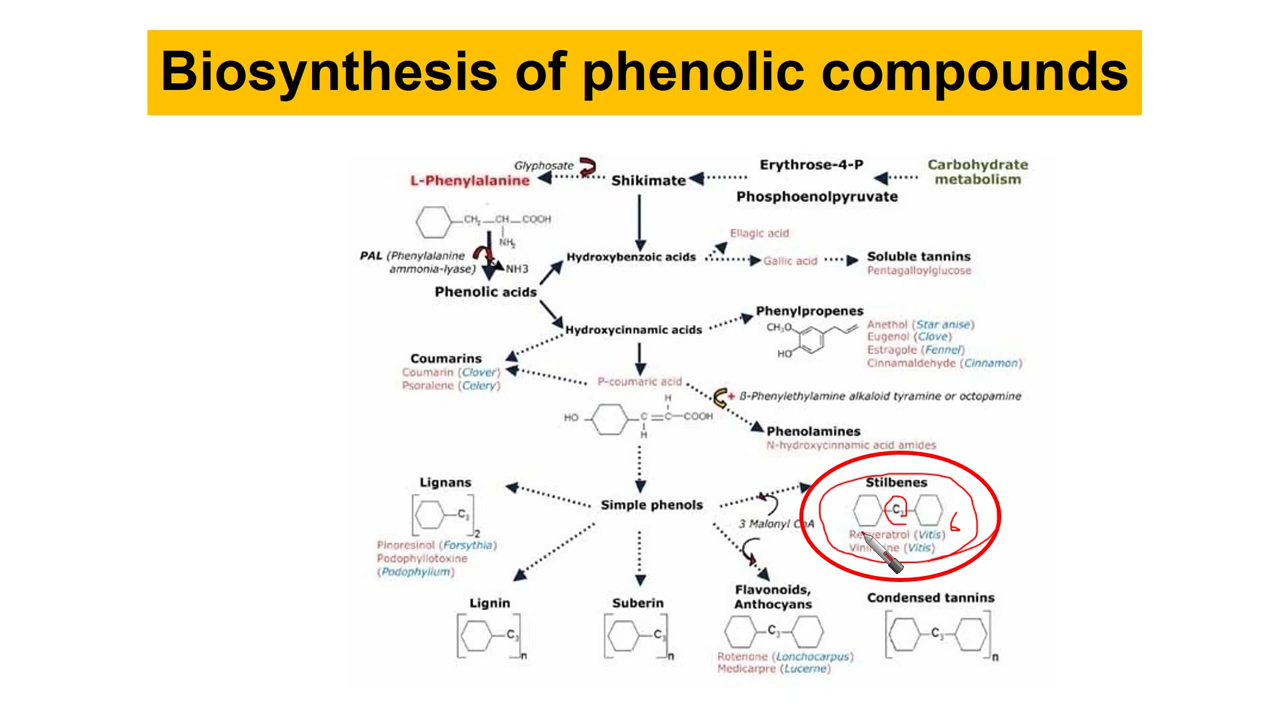 Biosynthesis of phenolic compounds
Glyphosate
Erythrose-4-P
Carbohydrate
metabolism
L-Phenylalanine
Shikimate
Phosphoenolpyruvate
CH2 CH COOH
NH2
Ellagic acid
PAL (Phenylalanine
ammonia-lyase)
NH3
Hydroxybenzoic acids
Gallic acid
Soluble tannins
Pentagalloylglucose
Phenolic acids
Phenylpropenes
CH3O
HO
Anethol (Star anise)
Eugenol (Clove)
Estragole (Fennel)
Cinnamaldehyde (Cinnamon)
Hydroxycinnamic acids
Coumarins
Coumarin (Clover)
Psoralene (Celery)
P-coumaric acid
+ ß-Phenylethylamine alkaloid tyramine or octopamine
H
HO C = C COOH
H
Phenolamines
N-hydroxycinnamic acid amides
Lignans
C3
2
Pinoresinol (Forsythia)
Podophyllotoxine
(Podophyllum)
Simple phenols
3 Malonyl CoA
Stilbenes
C
6
(Vitis)
(Vitis)
Lignin
C3
n
Suberin
C3
n
Flavonoids,
Anthocyans
C3
Rotenone (Lonchocarpus)
Medicarpre (Lucerne)
Condensed tannins
C3
n